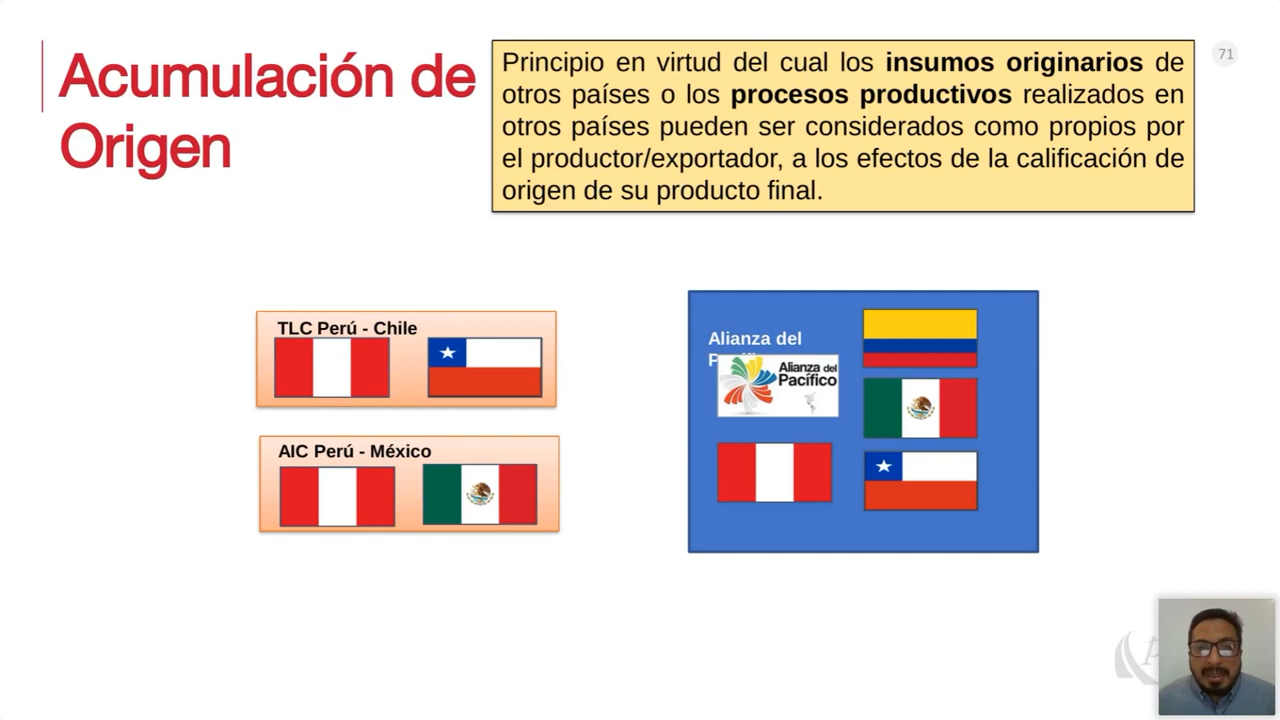 Acumulación de
Origen
Principio en virtud del cual los insumos originarios de
otros países o los procesos productivos realizados en
otros países pueden ser considerados como propios por
el productor/exportador, a los efectos de la calificación de
origen de su producto final.
71
TLC Perú - Chile
AIC Perú - México
Alianza del
Alianza del
Pacífico